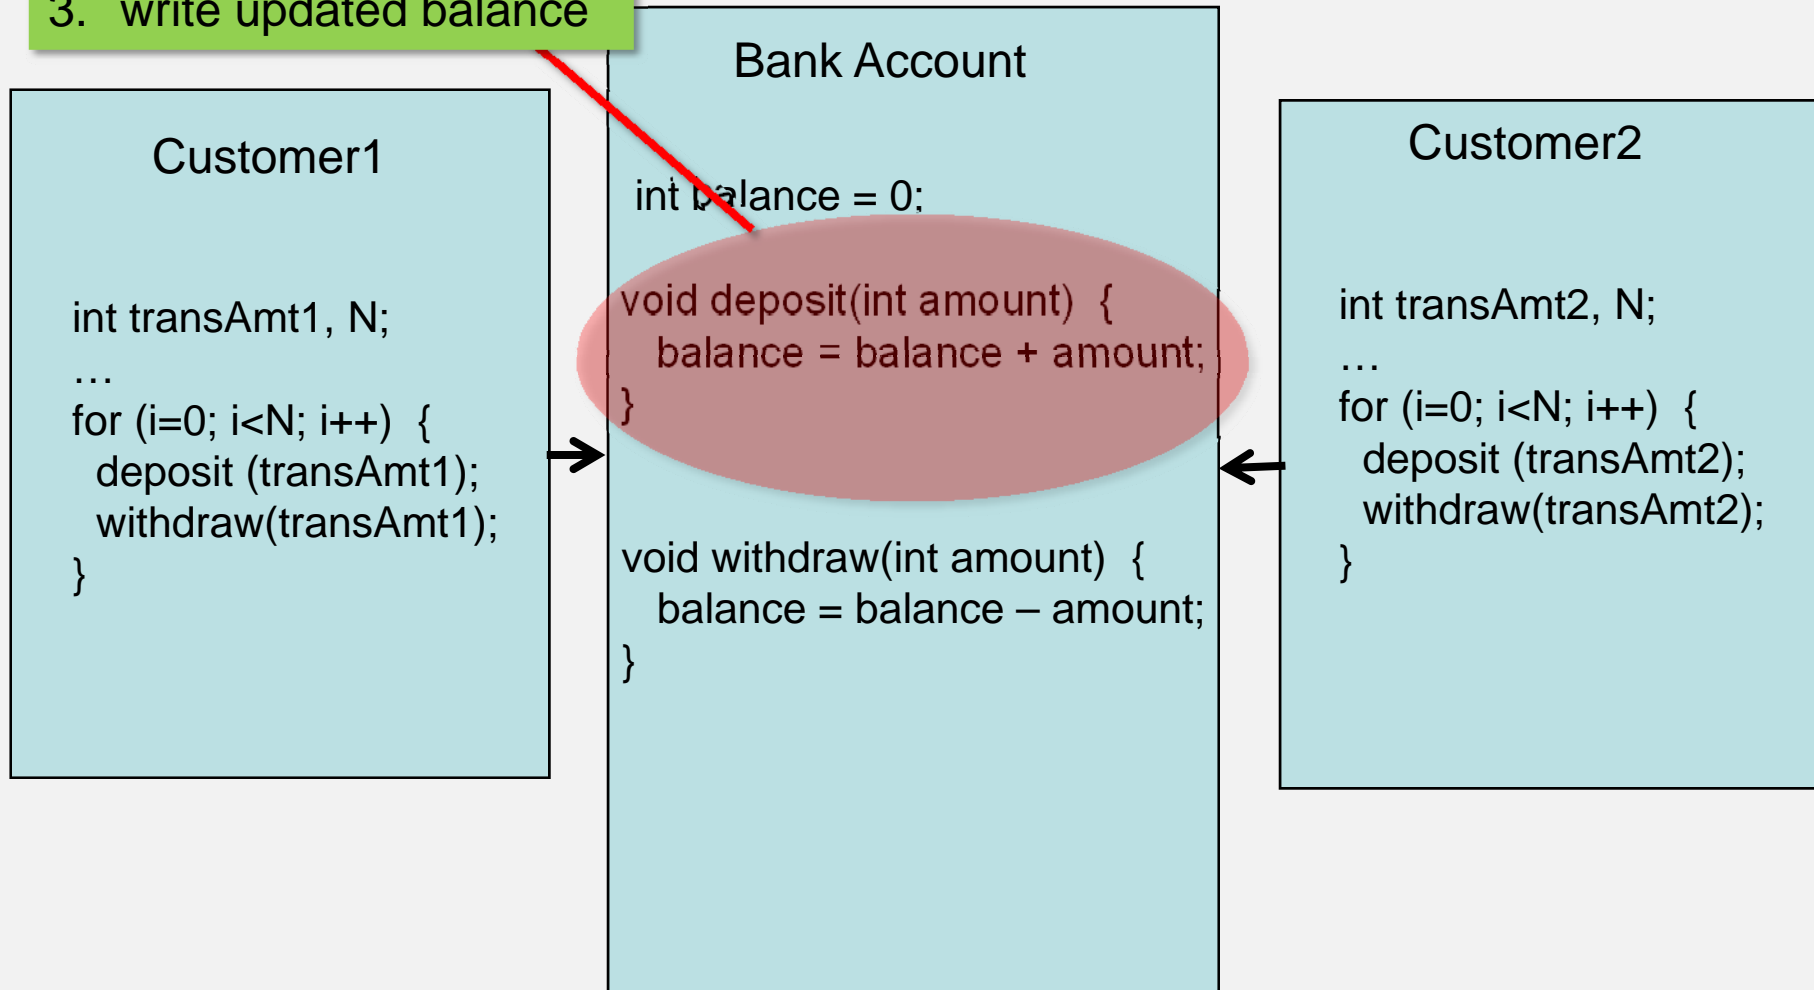 3. write updated balance
Bank Account
int balance = 0;
void deposit(int amount) {
balance = balance + amount;
}
void withdraw(int amount) {
balance = balance – amount;
}
Customer1
int transAmt1, N;
…
for (i=0; i<N; i++) {
deposit (transAmt1);
withdraw(transAmt1);
}
Customer2
int transAmt2, N;
…
for (i=0; i<N; i++) {
deposit (transAmt2);
withdraw(transAmt2);
}